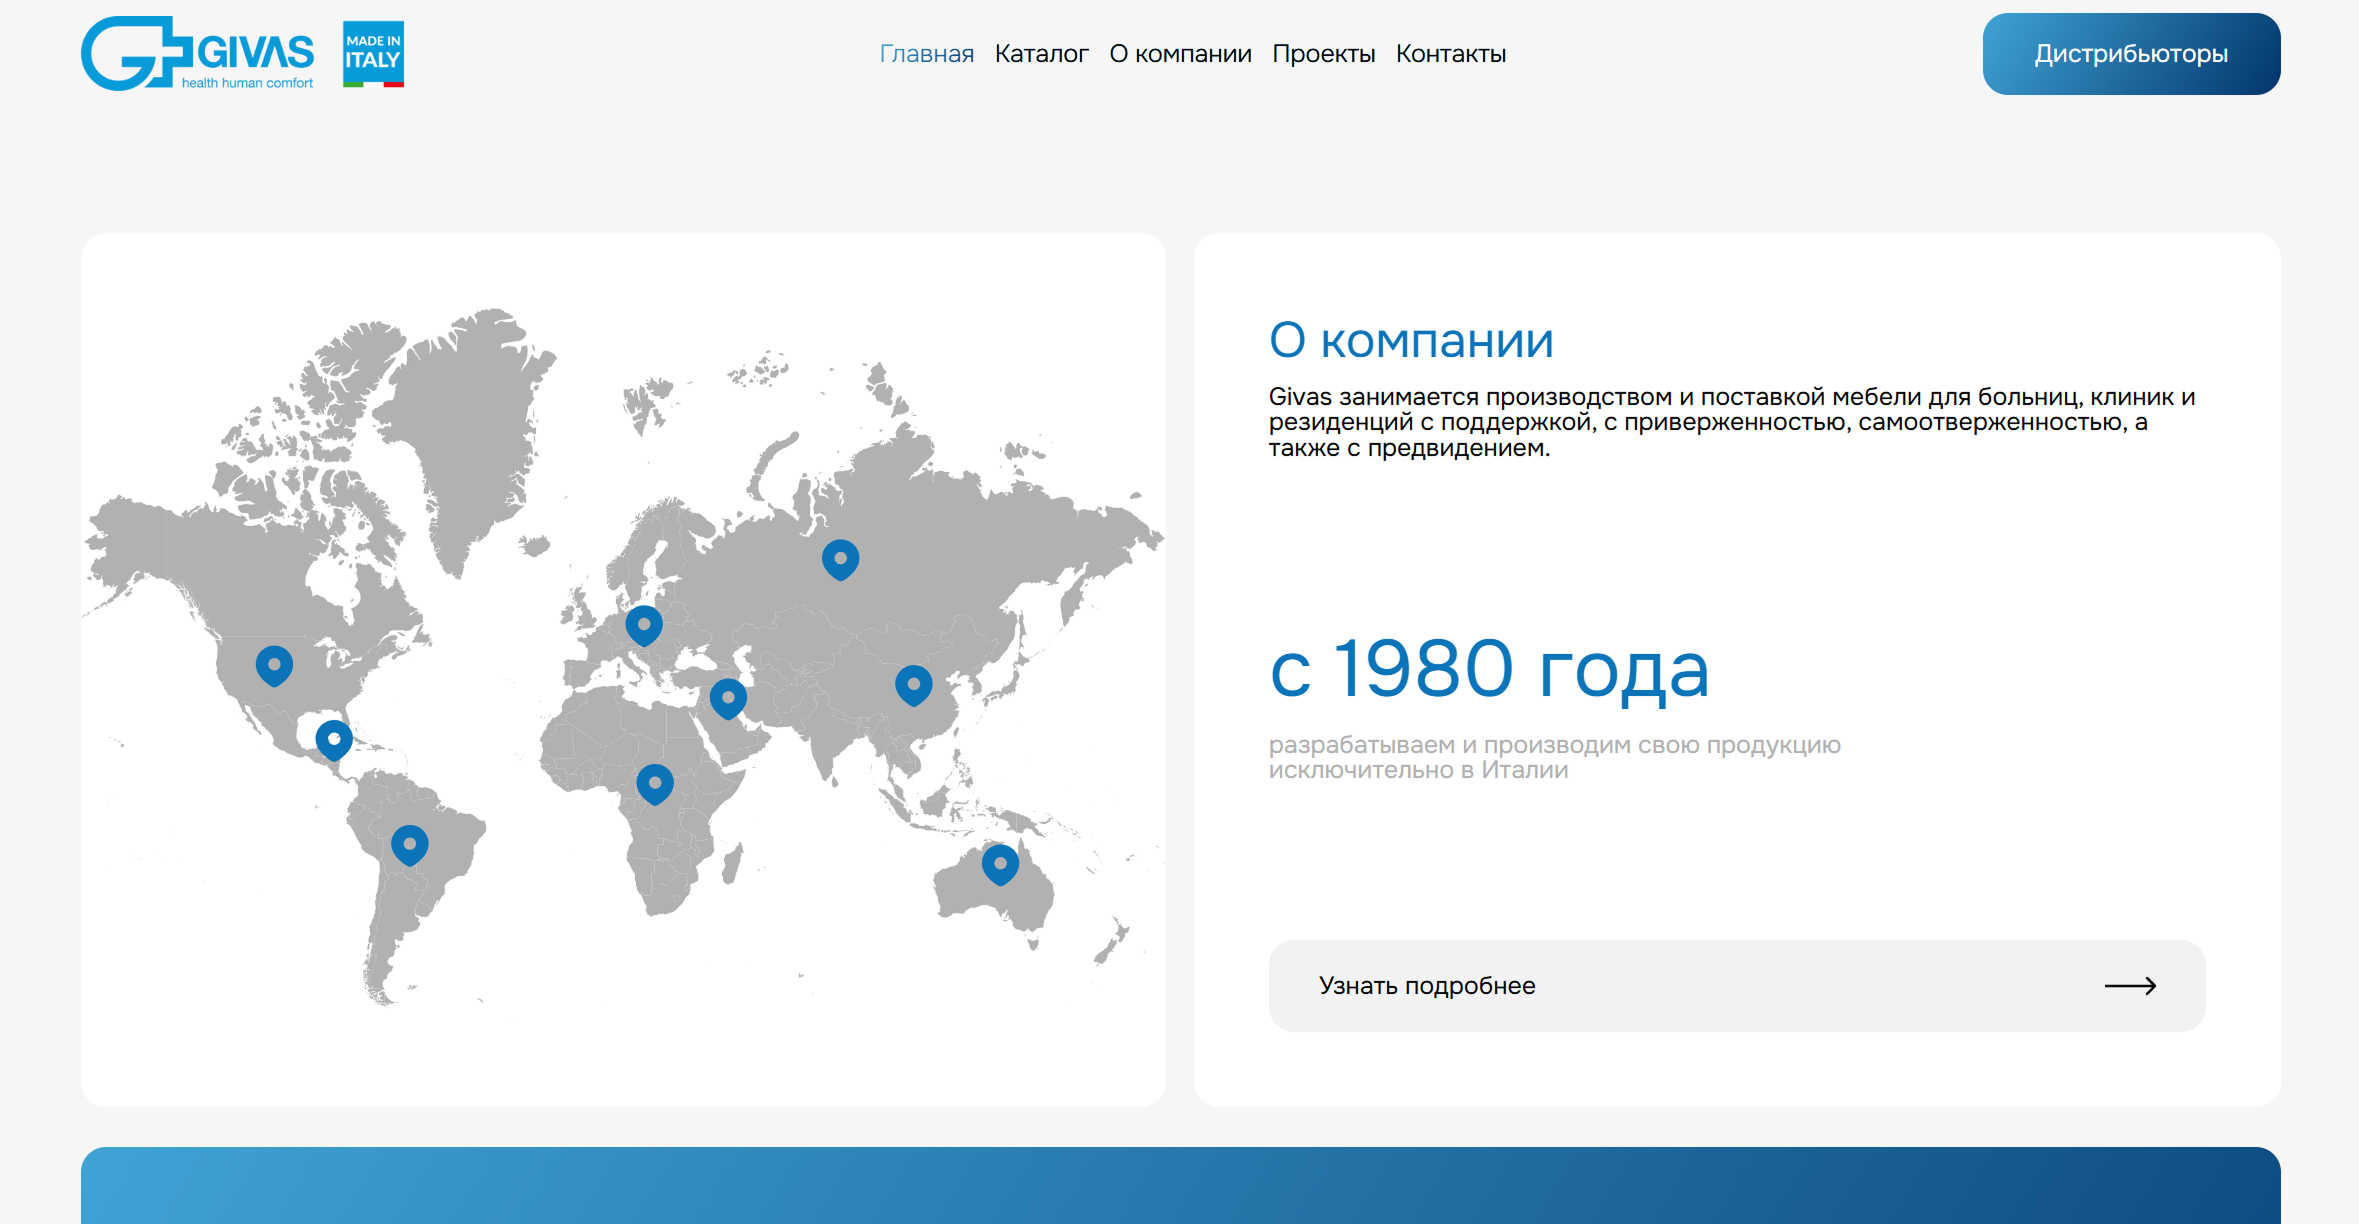 GIVAS
health human comfort
MADE IN
ITALY
Главная Каталог О компании Проекты Контакты
Дистрибьюторы
О компании
Givas занимается производством и поставкой мебели для больниц, клиник и
резиденций с поддержкой, с приверженностью, самоотверженностью, а
также с предвидением.
с 1980 года
разрабатываем и производим свою продукцию
исключительно в Италии
Узнать подробнее